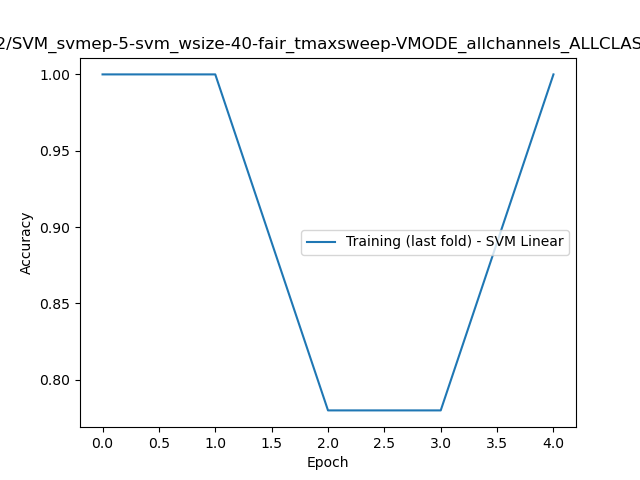 2/SVM_svmep-5-svm_wsize-40-fair_tmaxsweep-VMODE_allchannels_ALLCLAS
1.00
0.95
0.90
0.85
0.80
Accuracy
Training (last fold) - SVM Linear
0.0 0.5 1.0 1.5 2.0 2.5 3.0 3.5 4.0
Epoch